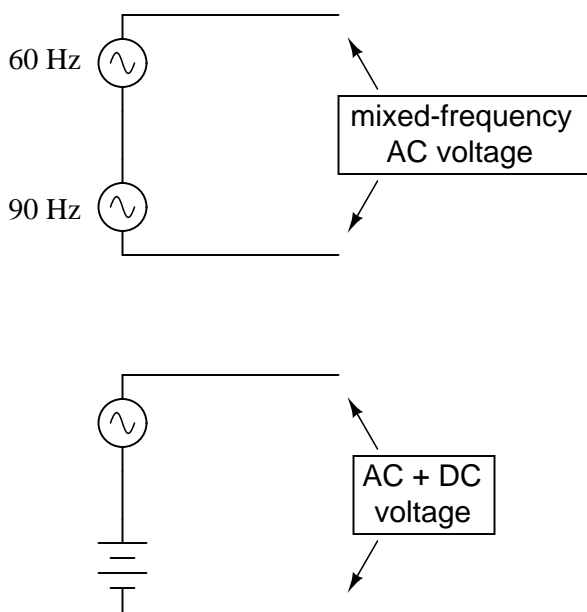 60 Hz
mixed-frequency
AC voltage
90 Hz
AC + DC
voltage